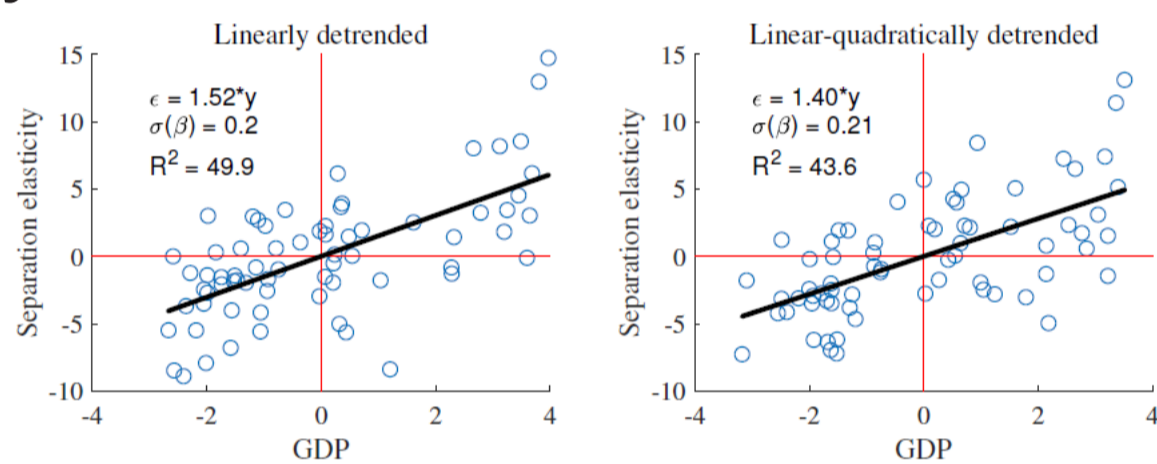 Linearly detrended
ϵ = 1.52*y
σ(β) = 0.2
R² = 49.9
Separation elasticity
15
10
5
0
-5
-10
-4
-2
0
2
4
GDP
Linear-quadratically detrended
ϵ = 1.40*y
σ(β) = 0.21
R² = 43.6
Separation elasticity
15
10
5
0
-5
-10
-4
-2
0
2
4
GDP